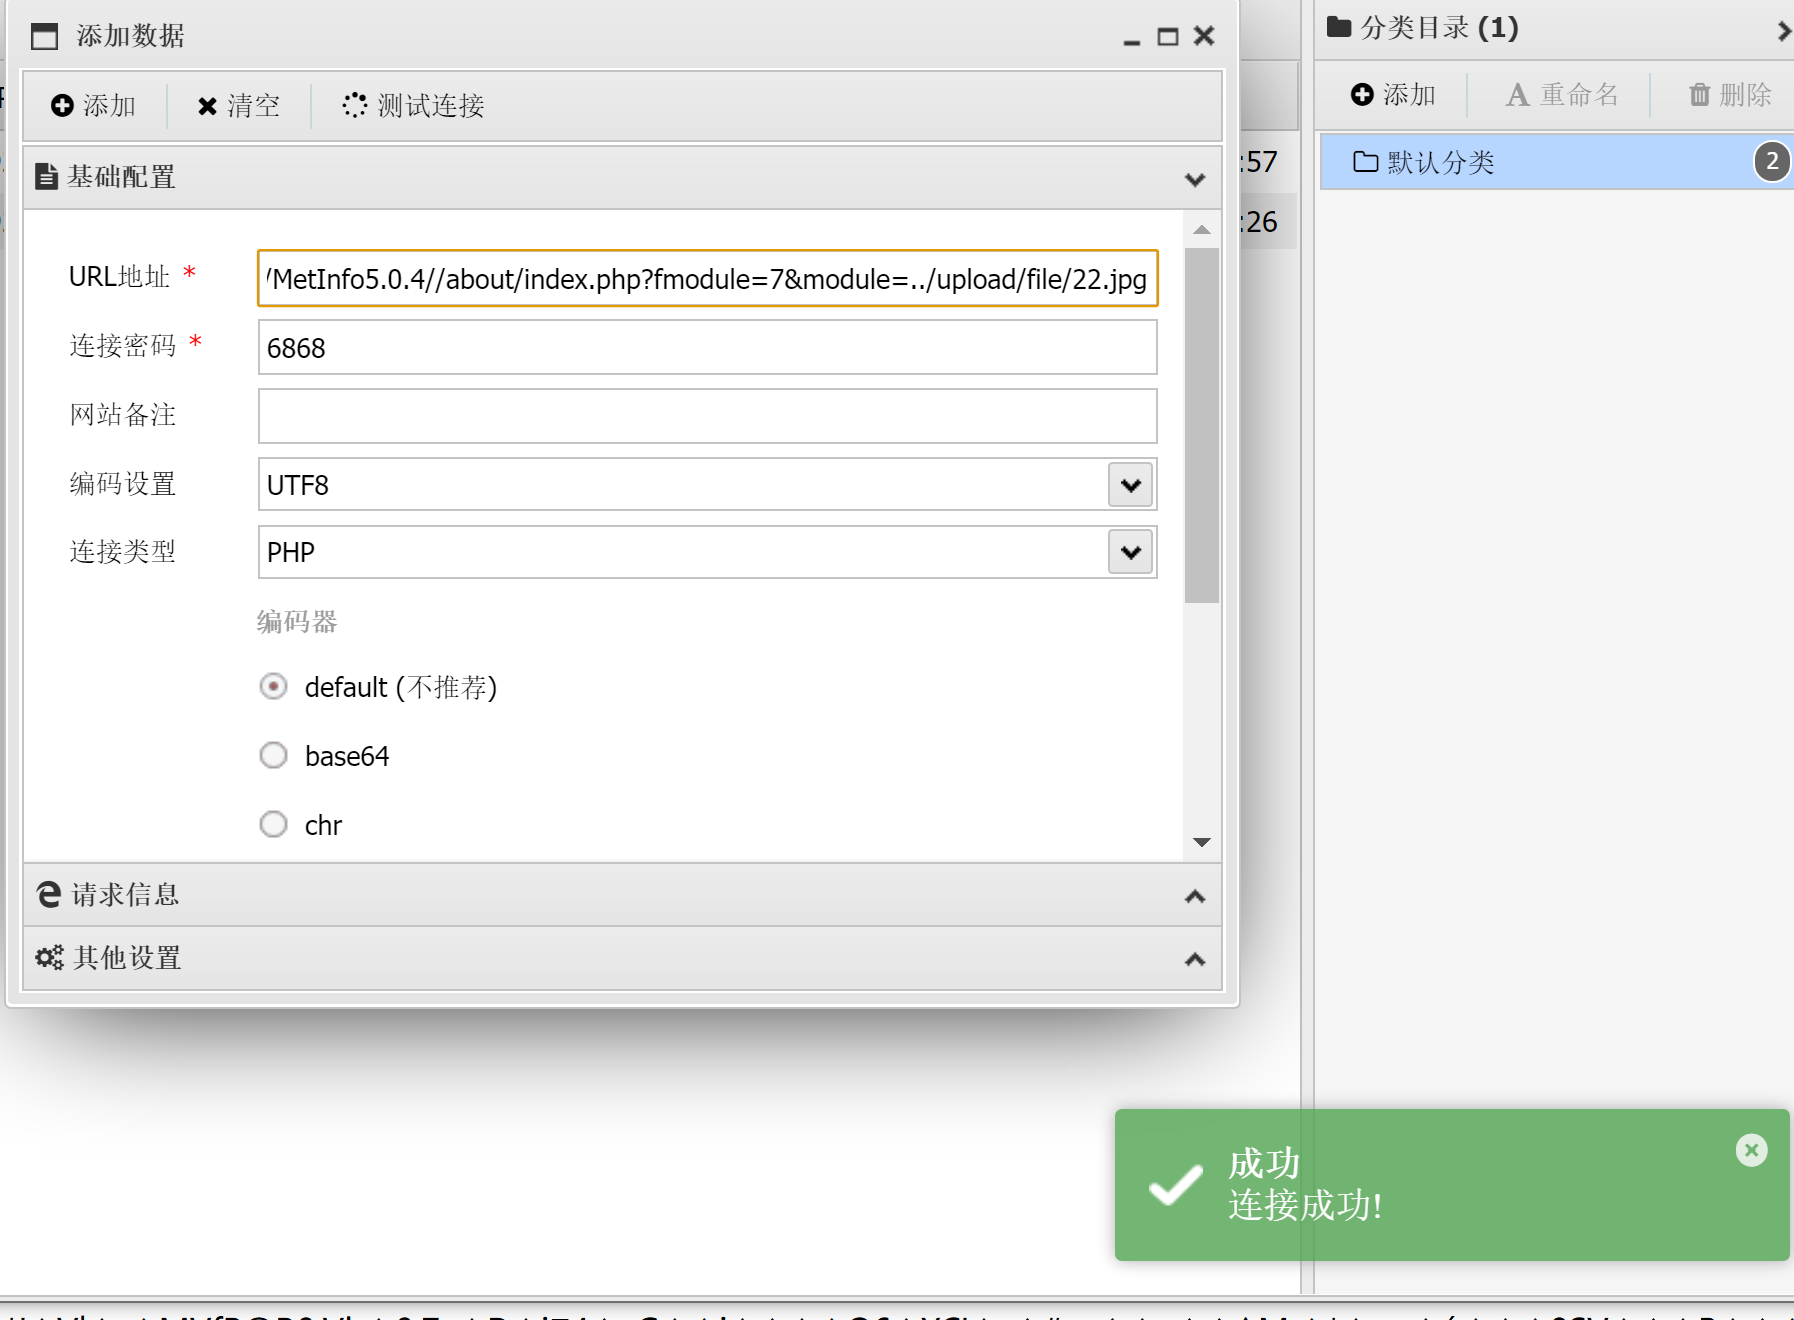 添加数据
添加 清空 测试连接
基础配置
URL地址 * /MetInfo5.0.4//about/index.php?fmodule=7&module=../upload/file/22.jpg
连接密码 * 6868
网站备注
编码设置 UTF8
连接类型 PHP
编码器
default (不推荐)
base64
chr
请求信息
其他设置
:57
:26
分类目录 (1)
添加 A 重命名 删除
默认分类 2
成功
连接成功!